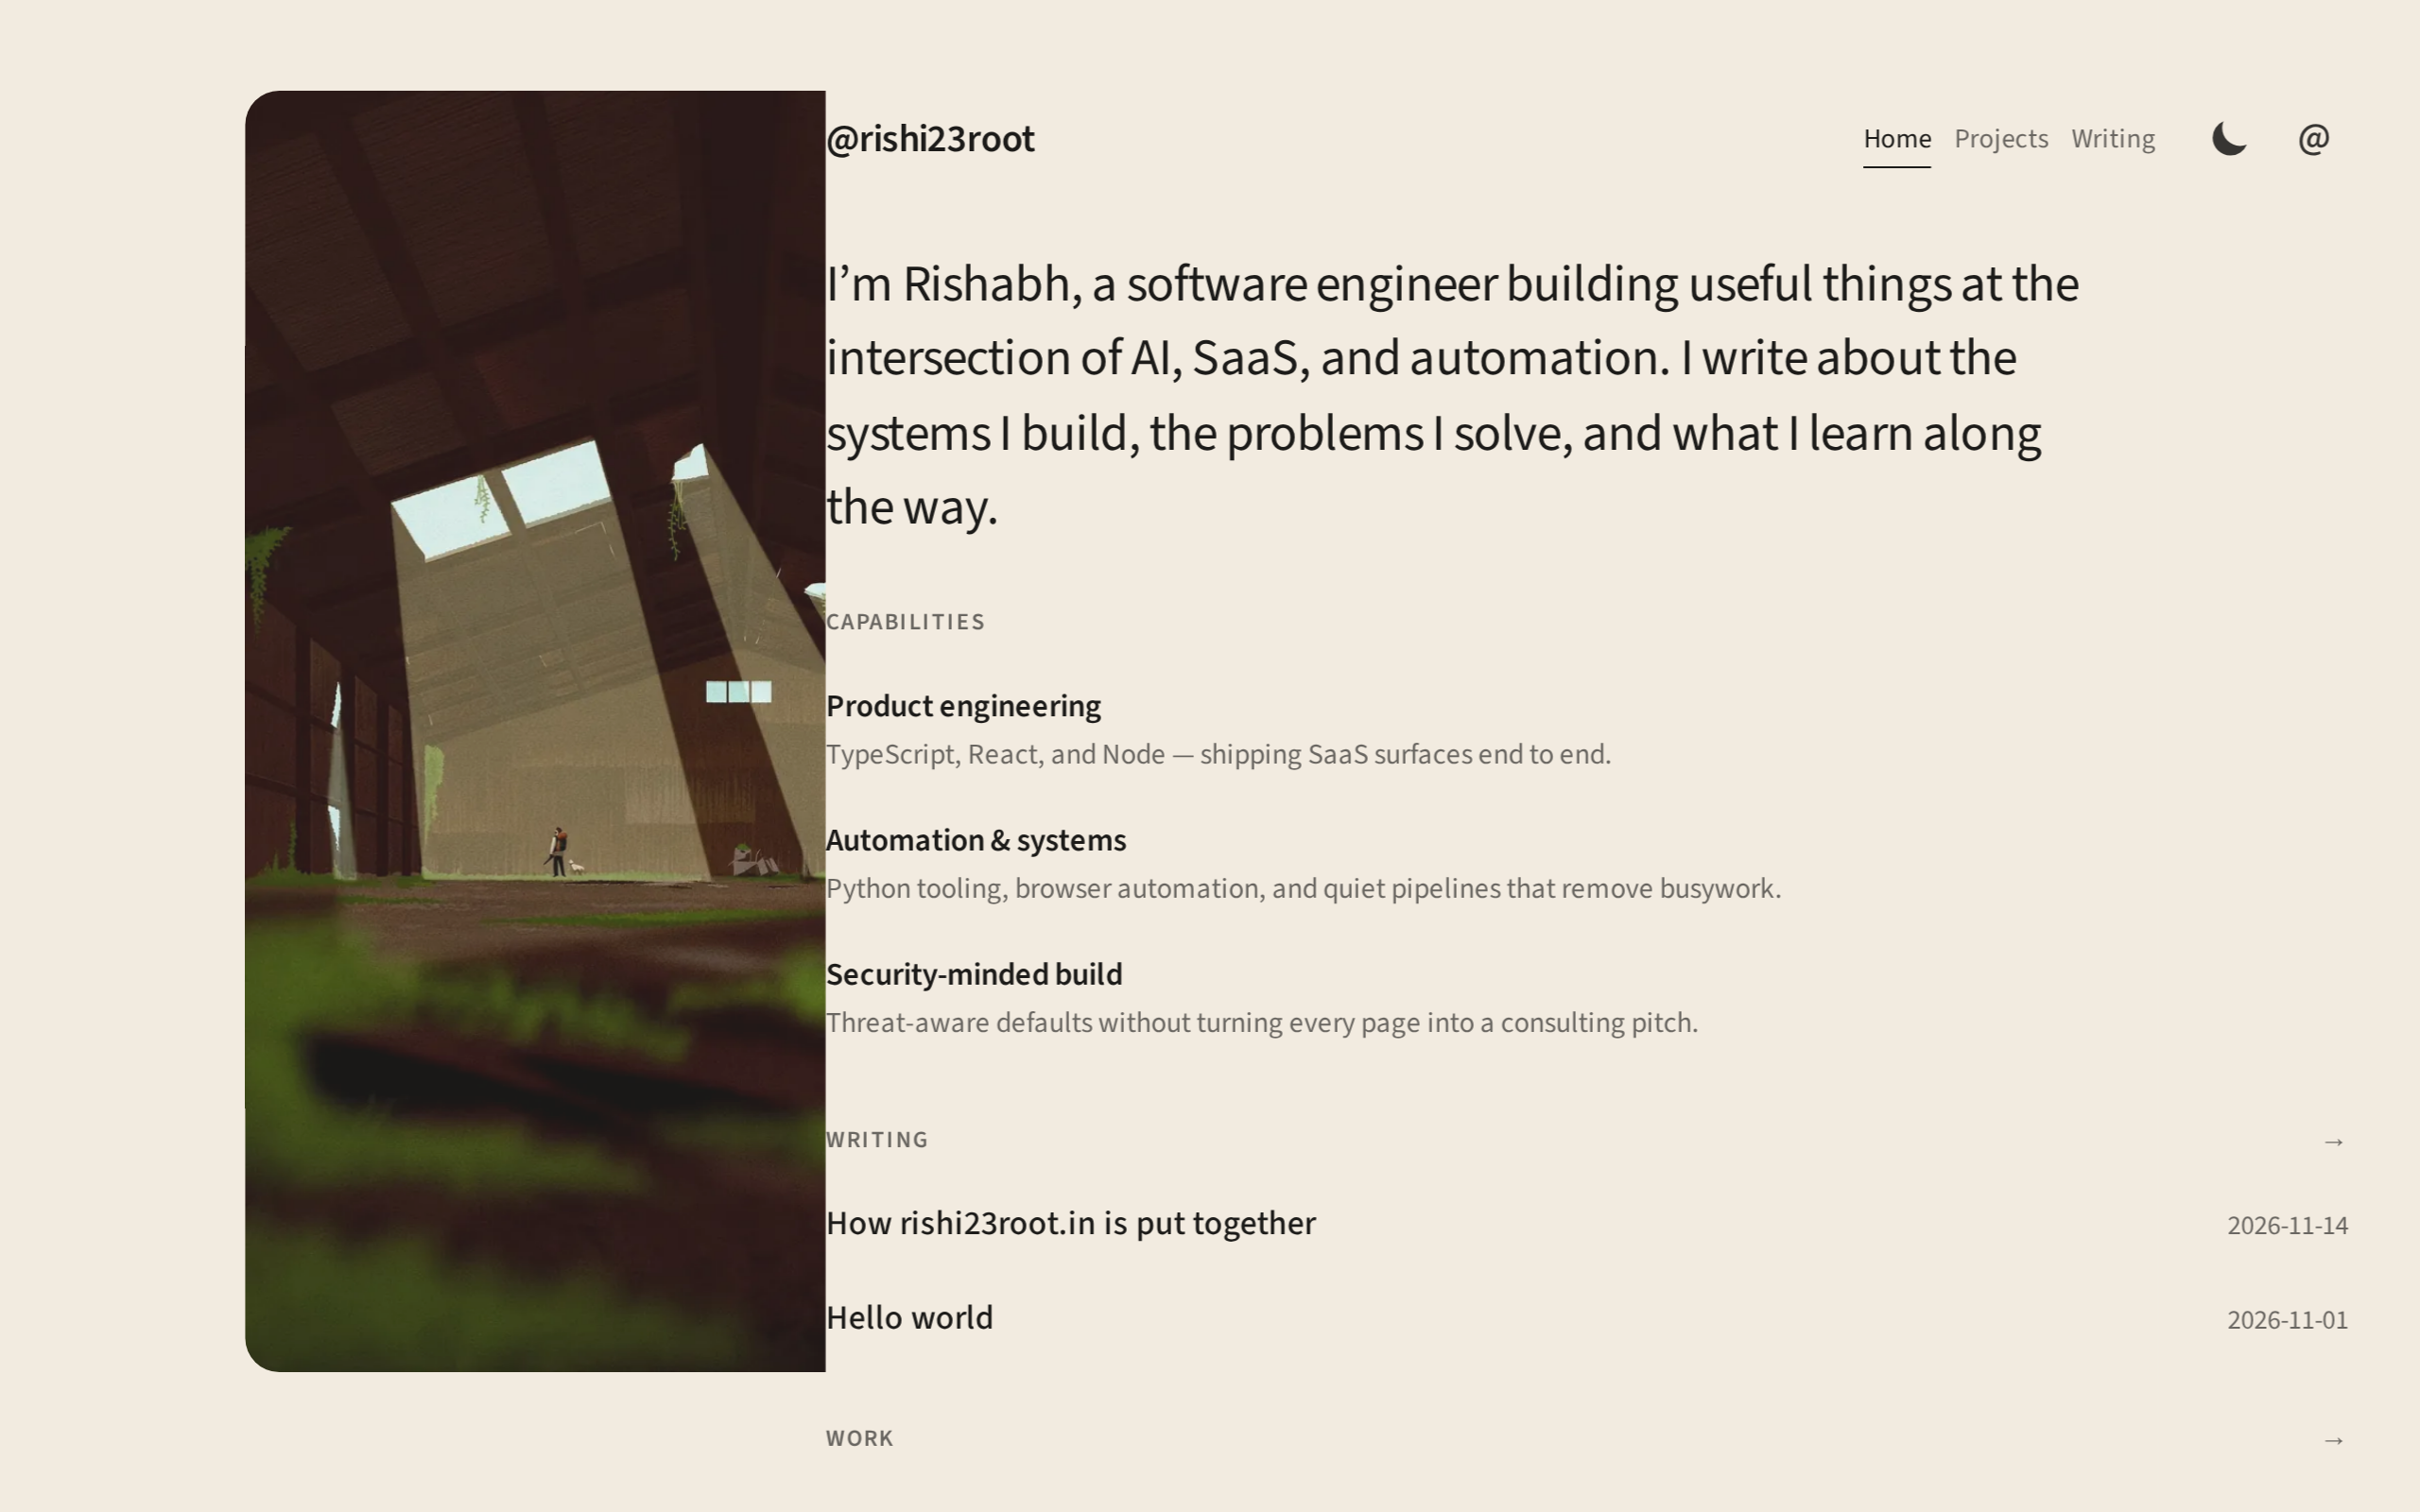 @rishi23root
Home Projects Writing @
I’m Rishabh, a software engineer building useful things at the
intersection of AI, SaaS, and automation. I write about the
systems I build, the problems I solve, and what I learn along
the way.
CAPABILITIES
Product engineering
TypeScript, React, and Node — shipping SaaS surfaces end to end.
Automation & systems
Python tooling, browser automation, and quiet pipelines that remove busywork.
Security-minded build
Threat-aware defaults without turning every page into a consulting pitch.
WRITING →
How rishi23root.in is put together 2026-11-14
Hello world 2026-11-01
WORK →